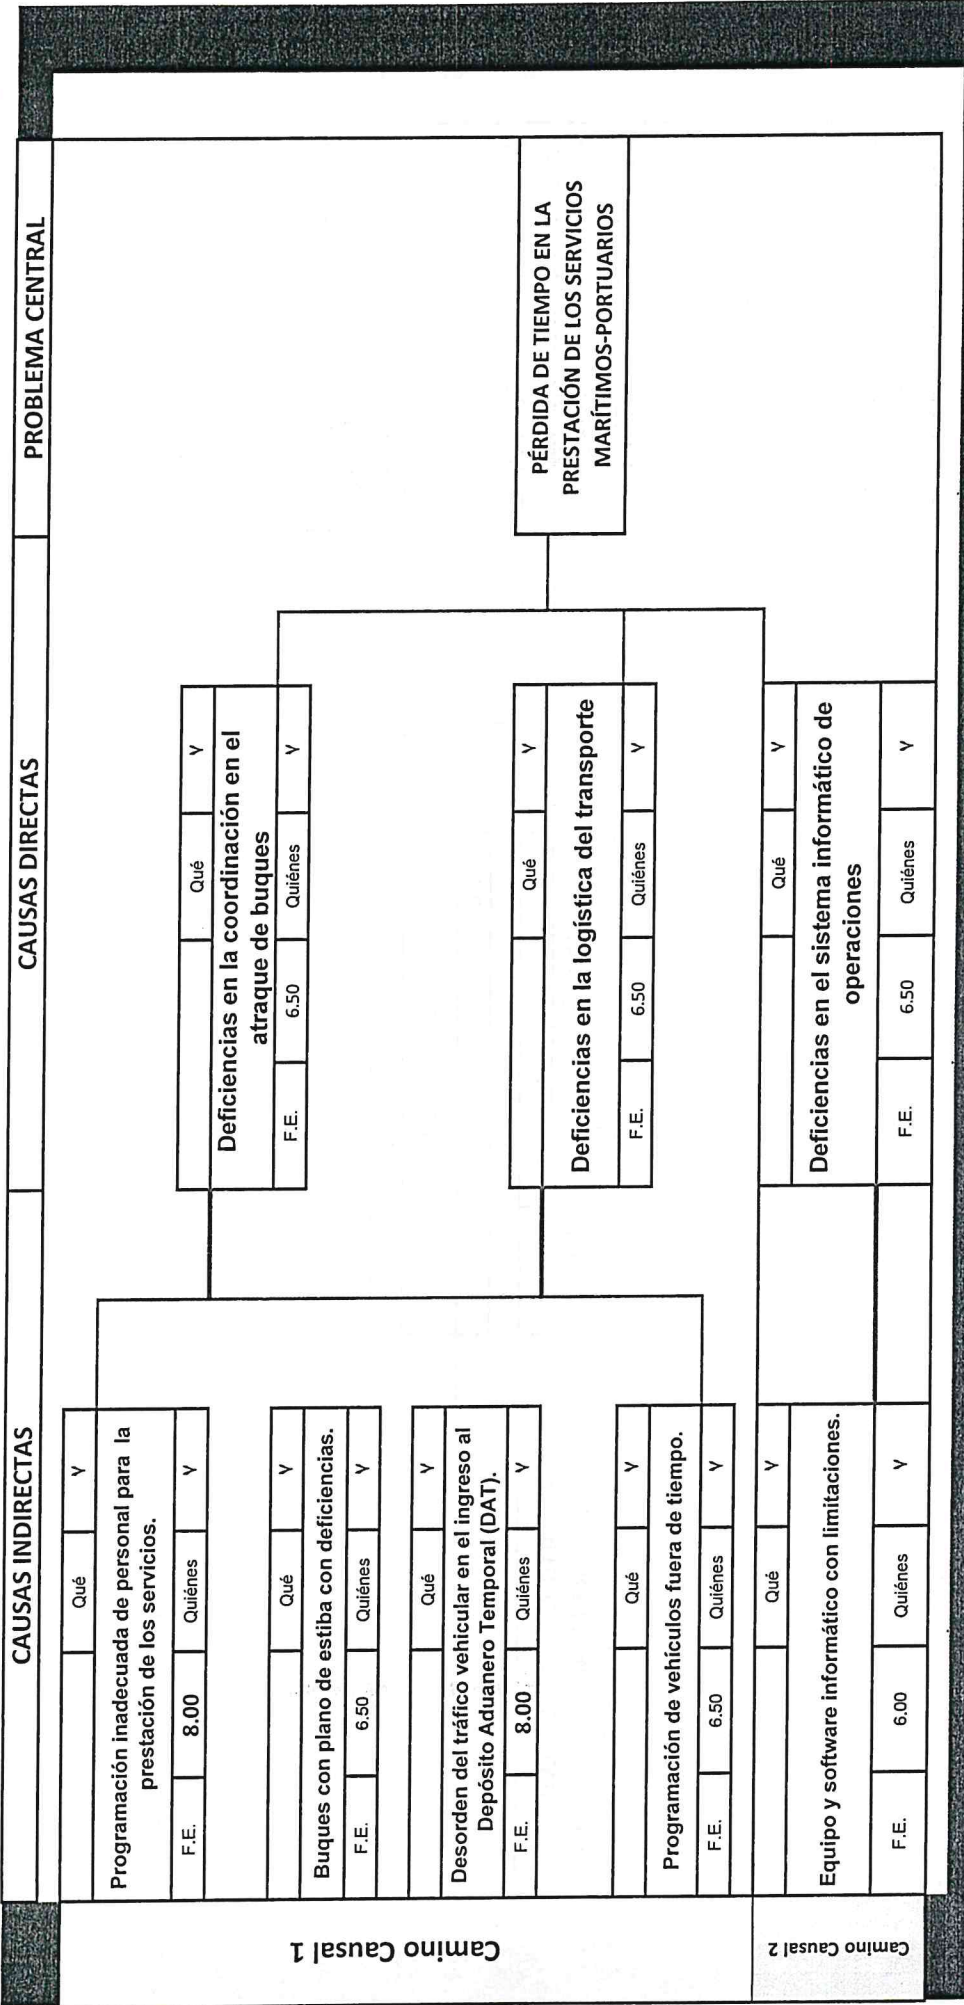 CAUSAS INDIRECTAS
CAUSAS DIRECTAS
PROBLEMA CENTRAL
Camino Causal 1
Qué
γ
Programación inadecuada de personal para la
prestación de los servicios.
F.E.
8.00
Quiénes
γ
Qué
γ
Buques con plano de estiba con deficiencias.
F.E.
6.50
Quiénes
γ
Qué
γ
Desorden del tráfico vehicular en el ingreso al
Depósito Aduanero Temporal (DAT).
F.E.
8.00
Quiénes
γ
Qué
γ
Programación de vehículos fuera de tiempo.
F.E.
6.50
Quiénes
γ
Qué
γ
Deficiencias en la coordinación en el
atraque de buques
F.E.
6.50
Quiénes
γ
Qué
γ
Deficiencias en la logística del transporte
F.E.
6.50
Quiénes
γ
PÉRDIDA DE TIEMPO EN LA
PRESTACIÓN DE LOS SERVICIOS
MARÍTIMOS-PORTUARIOS
Camino Causal 2
Qué
γ
Equipo y software informático con limitaciones.
F.E.
6.00
Quiénes
γ
Qué
γ
Deficiencias en el sistema informático de
operaciones
F.E.
6.50
Quiénes
γ